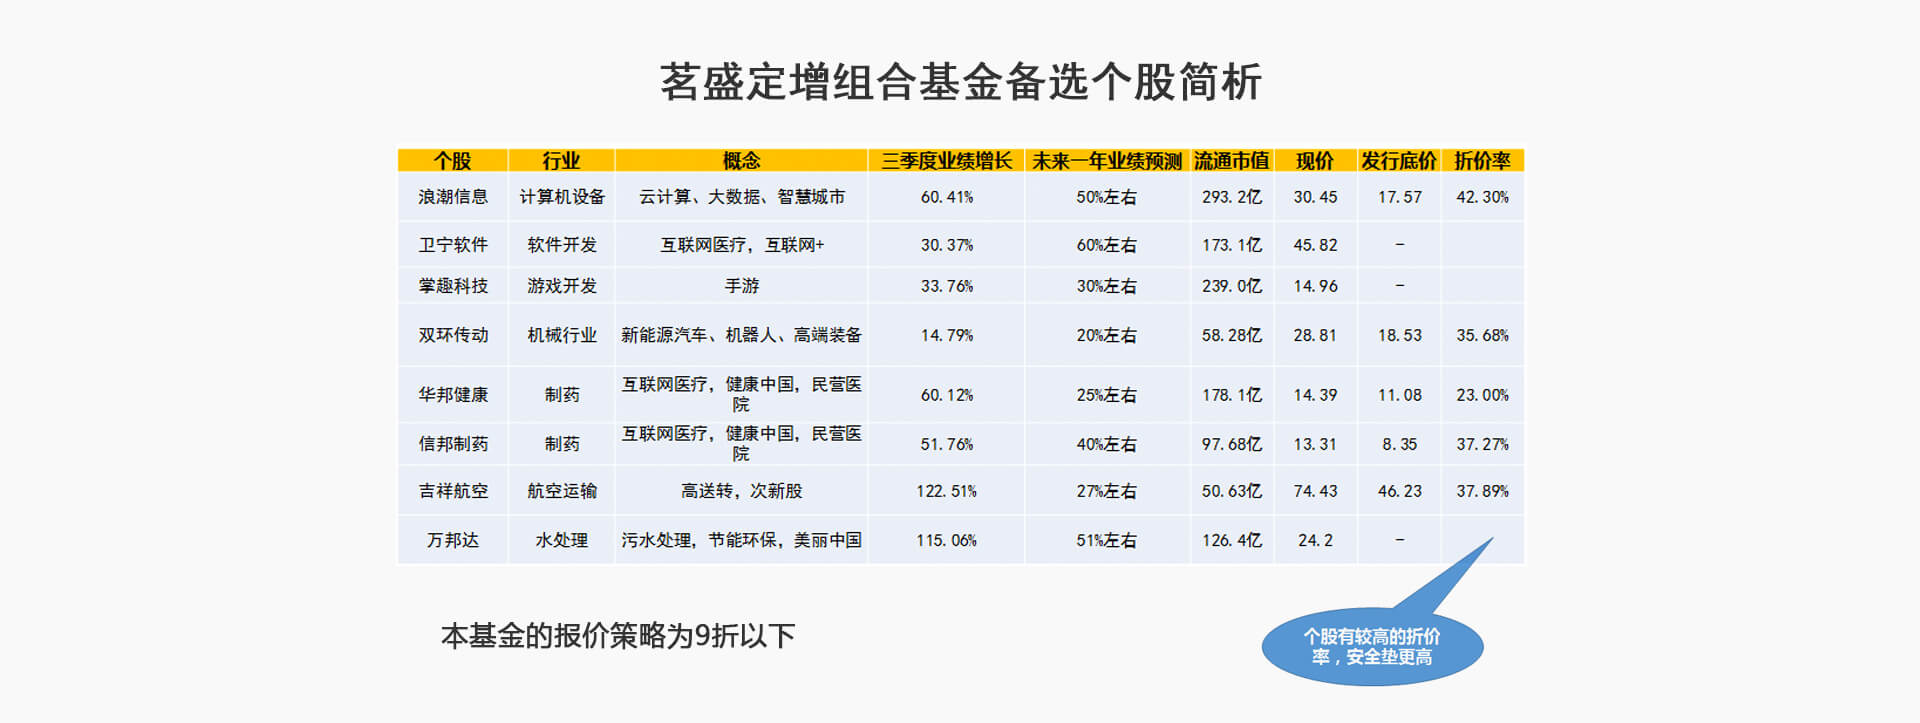 茗盛定增组合基金备选个股简析
个股 行业 概念 三季度业绩增长 未来一年业绩预测 流通市值 现价 发行底价 折价率
浪潮信息 计算机设备 云计算、大数据、智慧城市 60.41% 50%左右 293.2亿 30.45 17.57 42.30%
卫宁软件 软件开发 互联网医疗，互联网+ 30.37% 60%左右 173.1亿 45.82 –
掌趣科技 游戏开发 手游 33.76% 30%左右 239.0亿 14.96 –
双环传动 机械行业 新能源汽车、机器人、高端装备 14.79% 20%左右 58.28亿 28.81 18.53 35.68%
华邦健康 制药 互联网医疗，健康中国，民营医 60.12% 25%左右 178.1亿 14.39 11.08 23.00%
院
信邦制药 制药 互联网医疗，健康中国，民营医 51.76% 40%左右 97.68亿 13.31 8.35 37.27%
院
吉祥航空 航空运输 高送转，次新股 122.51% 27%左右 50.63亿 74.43 46.23 37.89%
万邦达 水处理 污水处理，节能环保，美丽中国 115.06% 51%左右 126.4亿 24.2 –
本基金的报价策略为9折以下
个股有较高的折价
率，安全垫更高